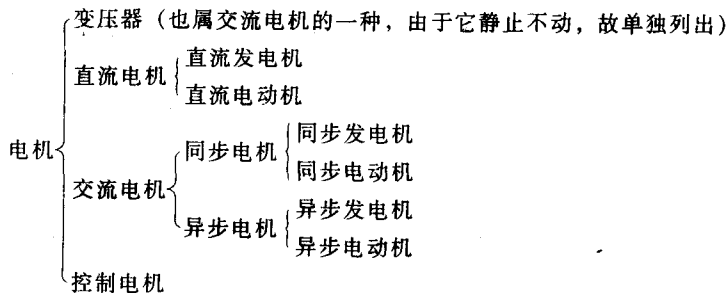 变压器（也属交流电机的一种，由于它静止不动，故单独列出）
直流电机
直流发电机
直流电动机
电机
交流电机
同步电机
同步发电机
同步电动机
异步电机
异步发电机
异步电动机
控制电机